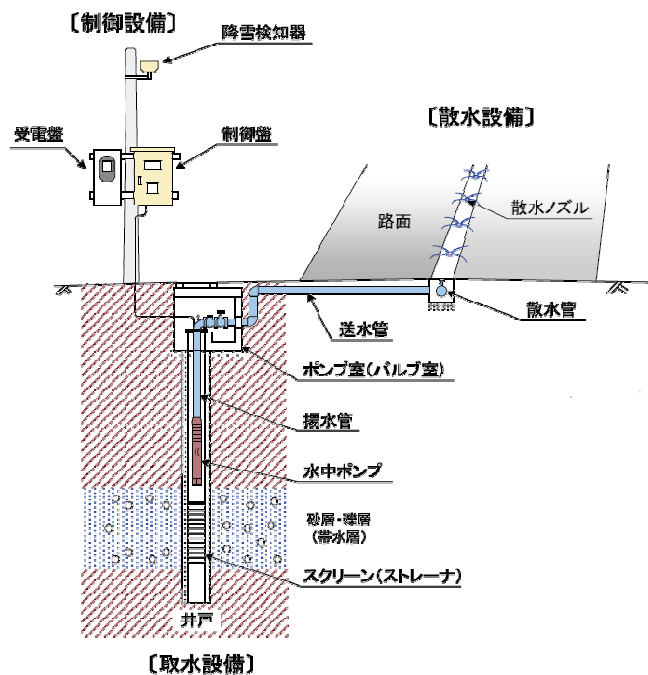 〔制御設備〕
降雪検知器
受電盤
制御盤
〔散水設備〕
散水ノズル
路面
散水管
送水管
ポンプ室(バルブ室)
揚水管
水中ポンプ
砂層・礫層
(帯水層)
スクリーン(ストレーナ)
井戸
〔取水設備〕